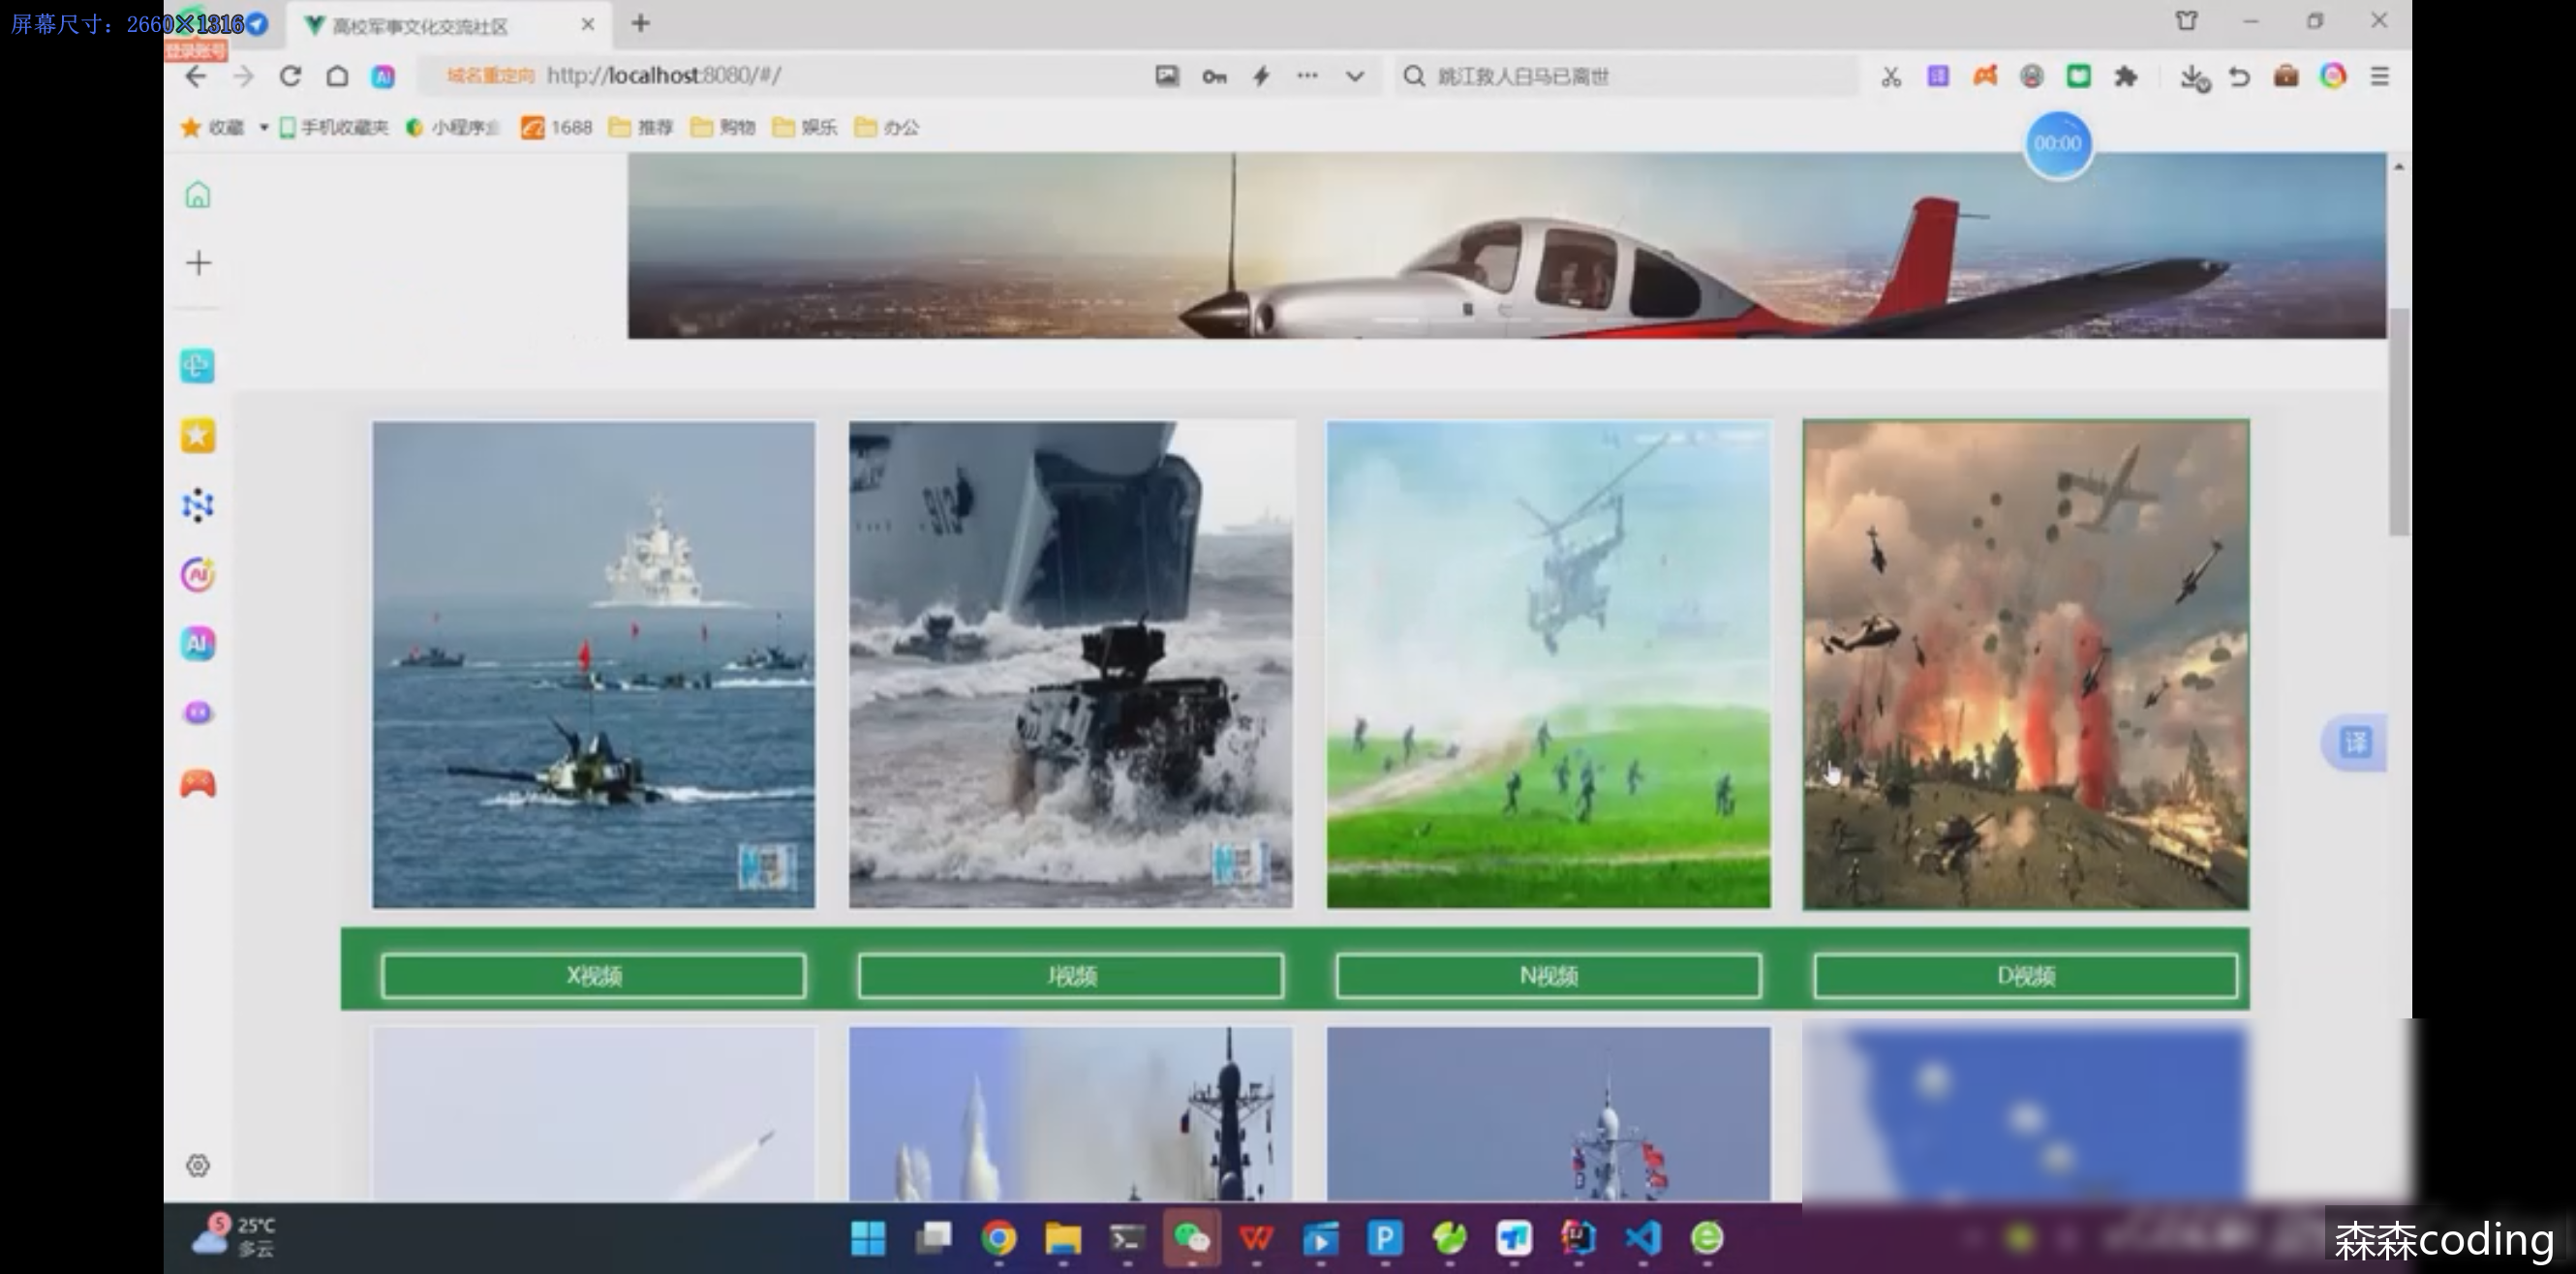 屏幕尺寸：2660×1316
高校军事文化交流社区
登录账号
域名重定向 http://localhost:8080/#/
跳江救人白马已离世
收藏 手机收藏夹 小程序 1688 推荐 购物 娱乐 办公
00:00
913
译
X视频 J视频 N视频 D视频
5 25°C
多云
森森coding